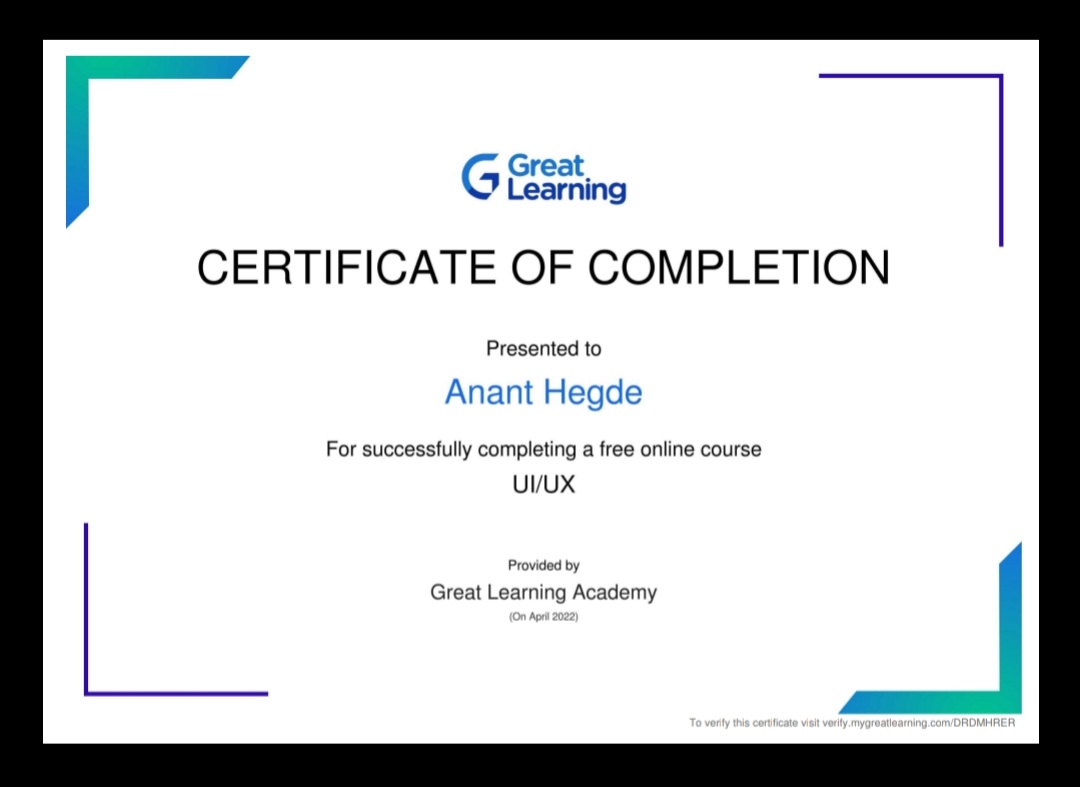 Great
Learning
CERTIFICATE OF COMPLETION
Presented to
Anant Hegde
For successfully completing a free online course
UI/UX
Provided by
Great Learning Academy
(On April 2022)
To verify this certificate visit verify.mygreatlearning.com/DRDMHRER